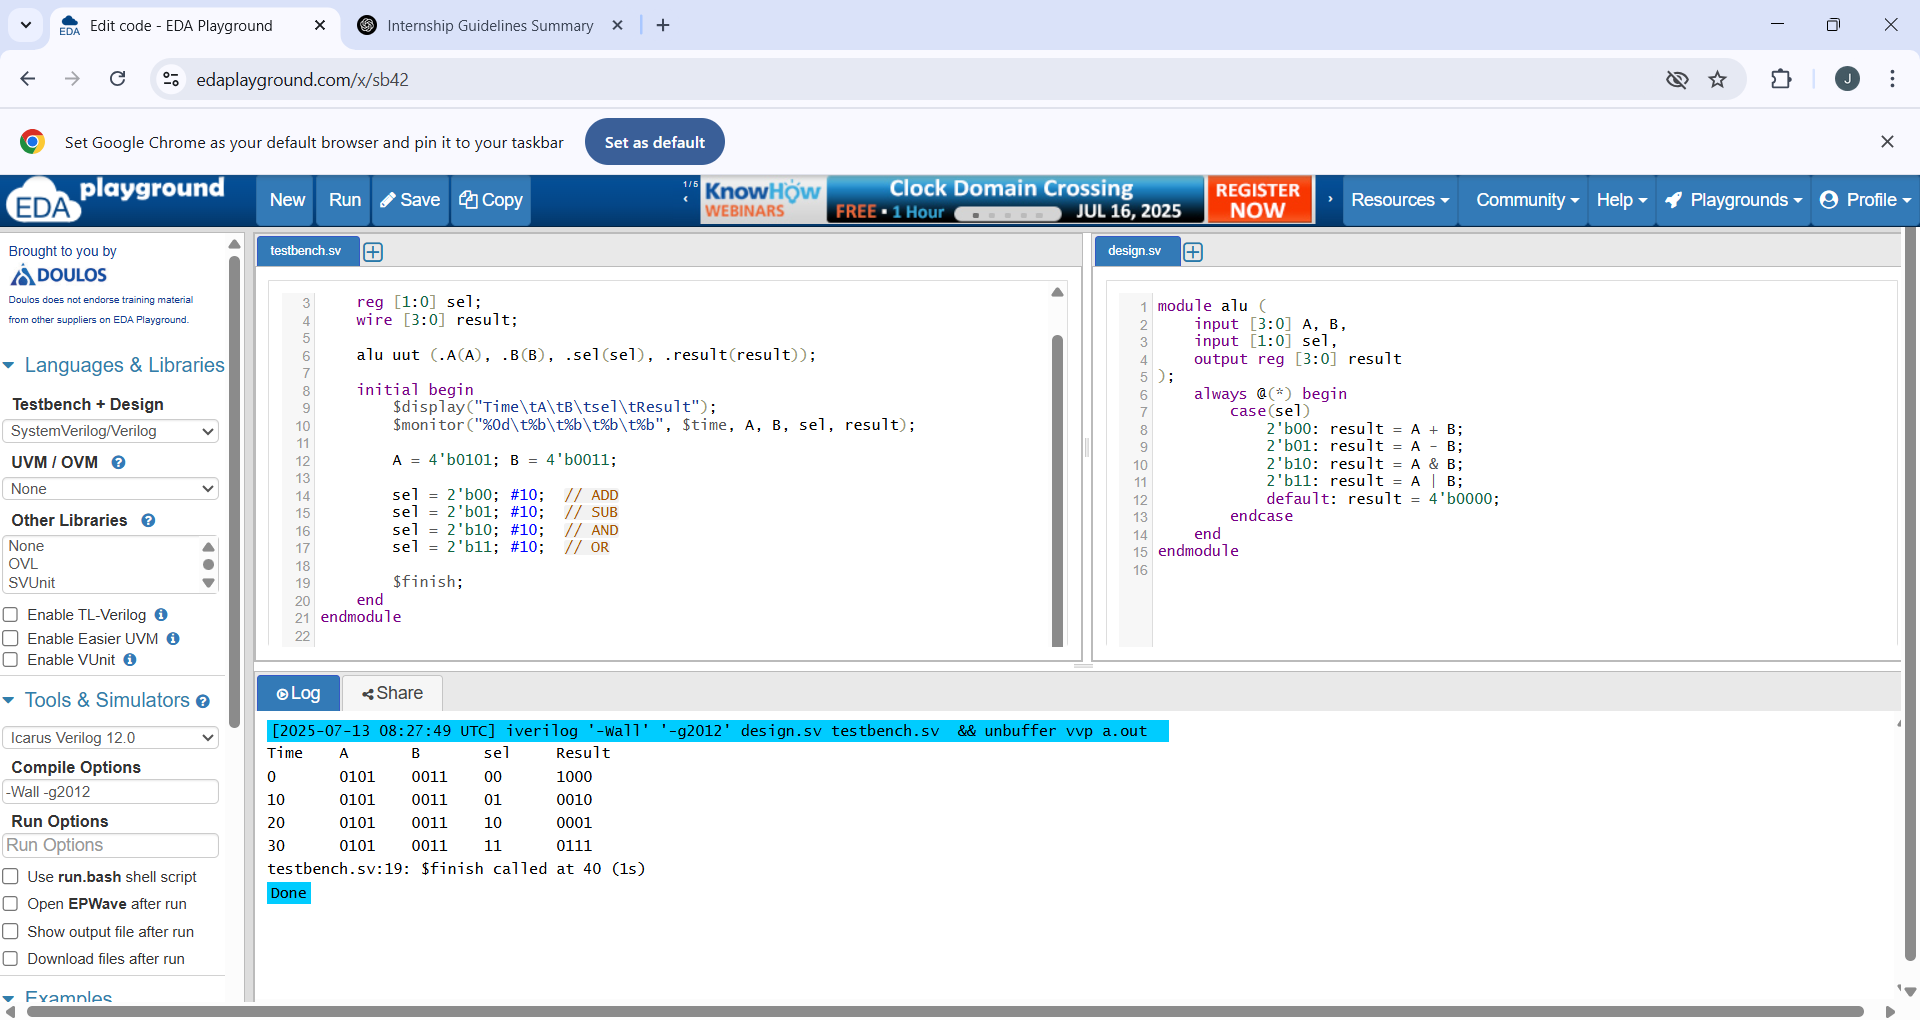 Edit code - EDA Playground
Internship Guidelines Summary
edaplayground.com/x/sb42
J
Set Google Chrome as your default browser and pin it to your taskbar
Set as default
EDA playground
New
Run
Save
Copy
1/5
KnowHow
WEBINARS
Clock Domain Crossing
FREE • 1 Hour
JUL 16, 2025
REGISTER
NOW
Resources
Community
Help
Playgrounds
Profile
Brought to you by
DOULOS
Doulos does not endorse training material
from other suppliers on EDA Playground.
Languages & Libraries
Testbench + Design
SystemVerilog/Verilog
UVM / OVM
None
Other Libraries
None
OVL
SVUnit
Enable TL-Verilog
Enable Easier UVM
Enable VUnit
Tools & Simulators
Icarus Verilog 12.0
Compile Options
-Wall -g2012
Run Options
Run Options
Use run.bash shell script
Open EPWave after run
Show output file after run
Download files after run
Examples
testbench.sv
3 reg [1:0] sel;
4 wire [3:0] result;
5
6 alu uut (.A(A), .B(B), .sel(sel), .result(result));
7
8 initial begin
9 $display("Time\tA\tB\tsel\tResult");
10 $monitor("%0d\t%b\t%b\t%b\t%b", $time, A, B, sel, result);
11
12 A = 4'b0101; B = 4'b0011;
13
14 sel = 2'b00; #10; // ADD
15 sel = 2'b01; #10; // SUB
16 sel = 2'b10; #10; // AND
17 sel = 2'b11; #10; // OR
18
19 $finish;
20 end
21 endmodule
22
design.sv
1 module alu (
2 input [3:0] A, B,
3 input [1:0] sel,
4 output reg [3:0] result
5 );
6 always @(*) begin
7 case(sel)
8 2'b00: result = A + B;
9 2'b01: result = A - B;
10 2'b10: result = A & B;
11 2'b11: result = A | B;
12 default: result = 4'b0000;
13 endcase
14 end
15 endmodule
16
Log
Share
[2025-07-13 08:27:49 UTC] iverilog '-Wall' '-g2012' design.sv testbench.sv && unbuffer vvp a.out
Time A B sel Result
0 0101 0011 00 1000
10 0101 0011 01 0010
20 0101 0011 10 0001
30 0101 0011 11 0111
testbench.sv:19: $finish called at 40 (1s)
Done